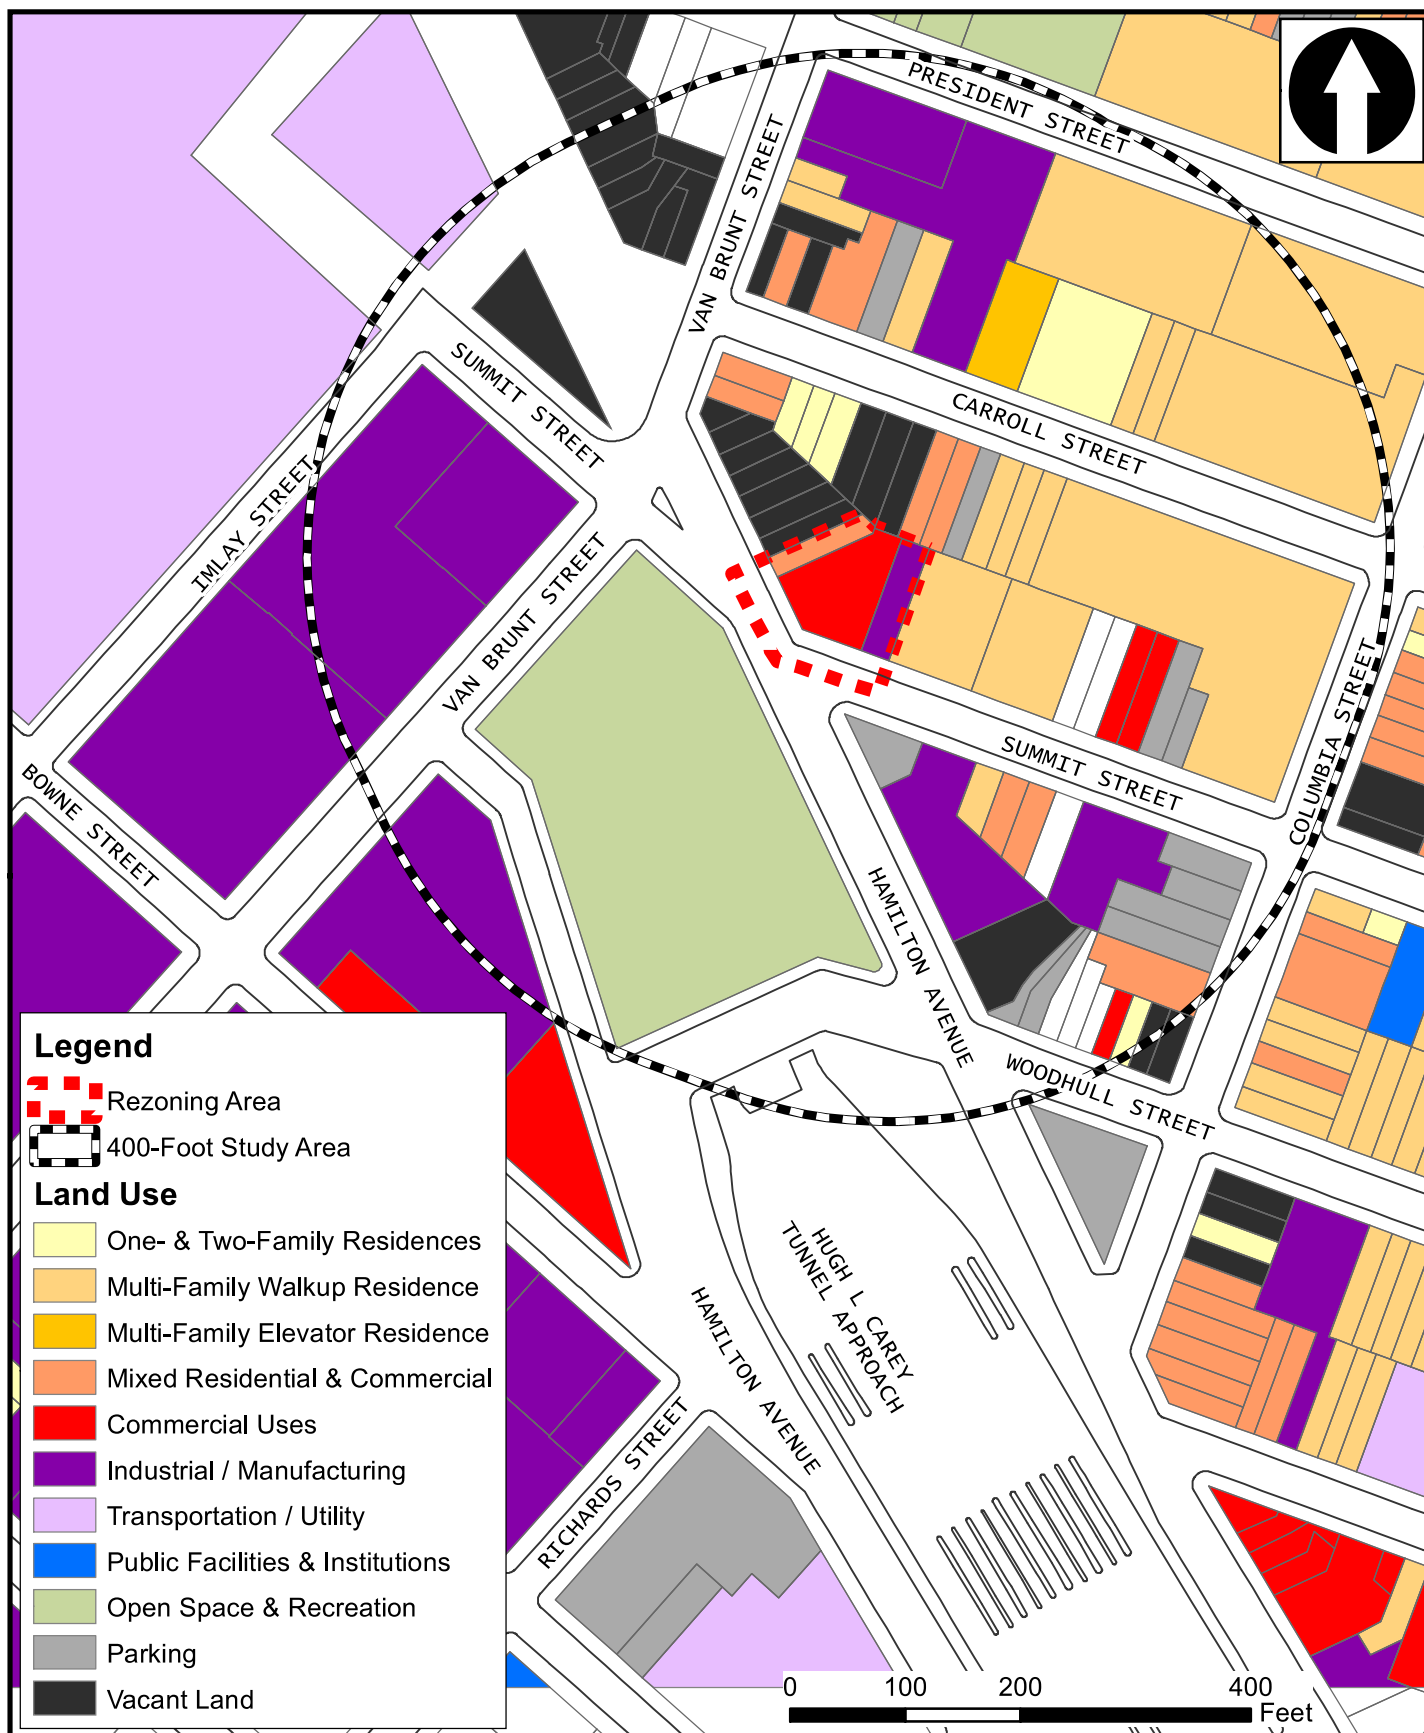 PRESIDENT STREET
VAN BRUNT STREET
SUMMIT STREET
CARROLL STREET
IMLAY STREET
VAN BRUNT STREET
COLUMBIA STREET
SUMMIT STREET
BOWNE STREET
HAMILTON AVENUE
WOODHULL STREET
HUGH L CAREY
TUNNEL APPROACH
HAMILTON AVENUE
RICHARDS STREET
Legend
Rezoning Area
400-Foot Study Area
Land Use
One- & Two-Family Residences
Multi-Family Walkup Residence
Multi-Family Elevator Residence
Mixed Residential & Commercial
Commercial Uses
Industrial / Manufacturing
Transportation / Utility
Public Facilities & Institutions
Open Space & Recreation
Parking
Vacant Land
0 100 200 400
Feet